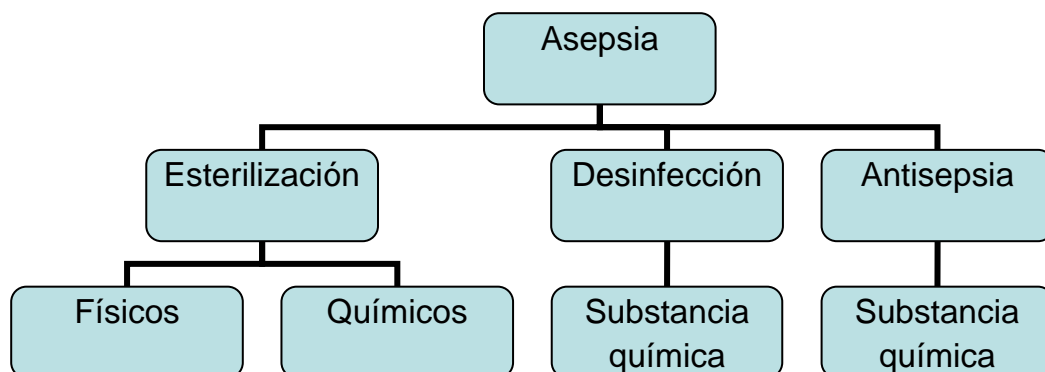 Asepsia
Esterilización
Desinfección
Antisepsia
Físicos
Químicos
Substancia
química
Substancia
química